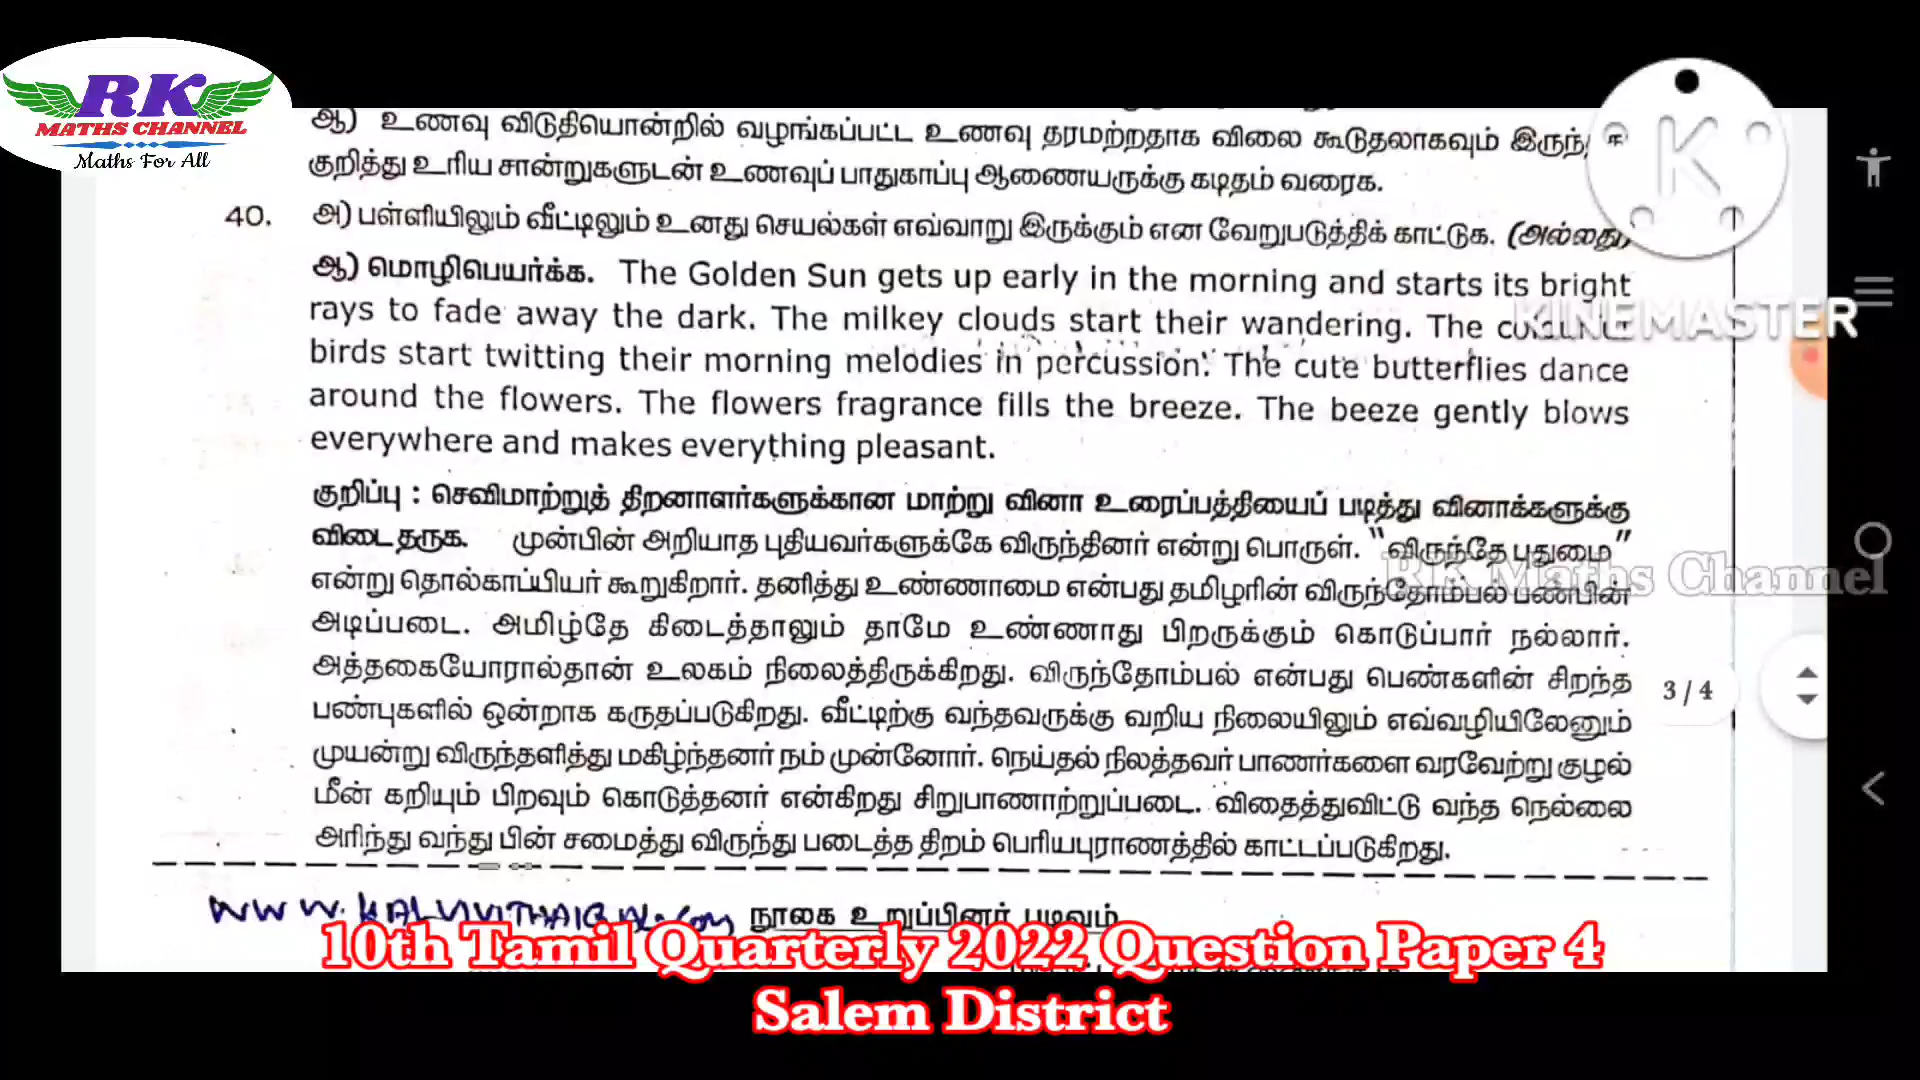 RK
MATHS CHANNEL
Maths For All
ஆ) உணவு விடுதியொன்றில் வழங்கப்பட்ட உணவு தரமற்றதாக விலை கூடுதலாகவும்
குறித்து உரிய சான்றுகளுடன் உணவுப் பாதுகாப்பு ஆணையருக்கு கடிதம் வரைக.
K
40. அ) பள்ளியிலும் வீட்டிலும் உனது செயல்கள் எவ்வாறு இருக்கும் என வேறுபடுத்திக் காட்டுக. (அல்லது)
ஆ) மொழிபெயர்க்க. The Golden Sun gets up early in the morning and starts its bright
rays to fade away the dark. The milkey clouds start their wandering. The
KINEMASTER
birds start twitting their morning melodies in percussion. The cute butterflies dance
around the flowers. The flowers fragrance fills the breeze. The beeze gently blows
everywhere and makes everything pleasant.
குறிப்பு : செவிமாற்றுத் திறனாளர்களுக்கான மாற்று வினா உரைப்பத்தியைப் படித்து வினாக்களுக்கு
விடை தருக. முன்பின் அறியாத புதியவர்களுக்கே விருந்தினர் என்று பொருள். "விருந்தே புதுமை"
RK Maths Channel
என்று தொல்காப்பியர் கூறுகிறார். தனித்து உண்ணாமை என்பது தமிழரின் விருந்தோம்பல் பண்பின்
அடிப்படை. அமிழ்தே கிடைத்தாலும் தாமே உண்ணாது பிறருக்கும் கொடுப்பார் நல்லார்.
அத்தகையோரால்தான் உலகம் நிலைத்திருக்கிறது. விருந்தோம்பல் என்பது பெண்களின் சிறந்த
3/4
பண்புகளில் ஒன்றாக கருதப்படுகிறது. வீட்டிற்கு வந்தவருக்கு வறிய நிலையிலும் எவ்வழியிலேனும்
முயன்று விருந்தளித்து மகிழ்ந்தனர் நம் முன்னோர். நெய்தல் நிலத்தவர் பாணர்களை வரவேற்று குழல்
மீன் கறியும் பிறவும் கொடுத்தனர் என்கிறது சிறுபாணாற்றுப்படை. விதைத்துவிட்டு வந்த நெல்லை
அரிந்து வந்து பின் சமைத்து விருந்து படைத்த திறம் பெரியபுராணத்தில் காட்டப்படுகிறது.
நூலக உறுப்பினர் படிவம்
10th Tamil Quarterly 2022 Question Paper 4
Salem District